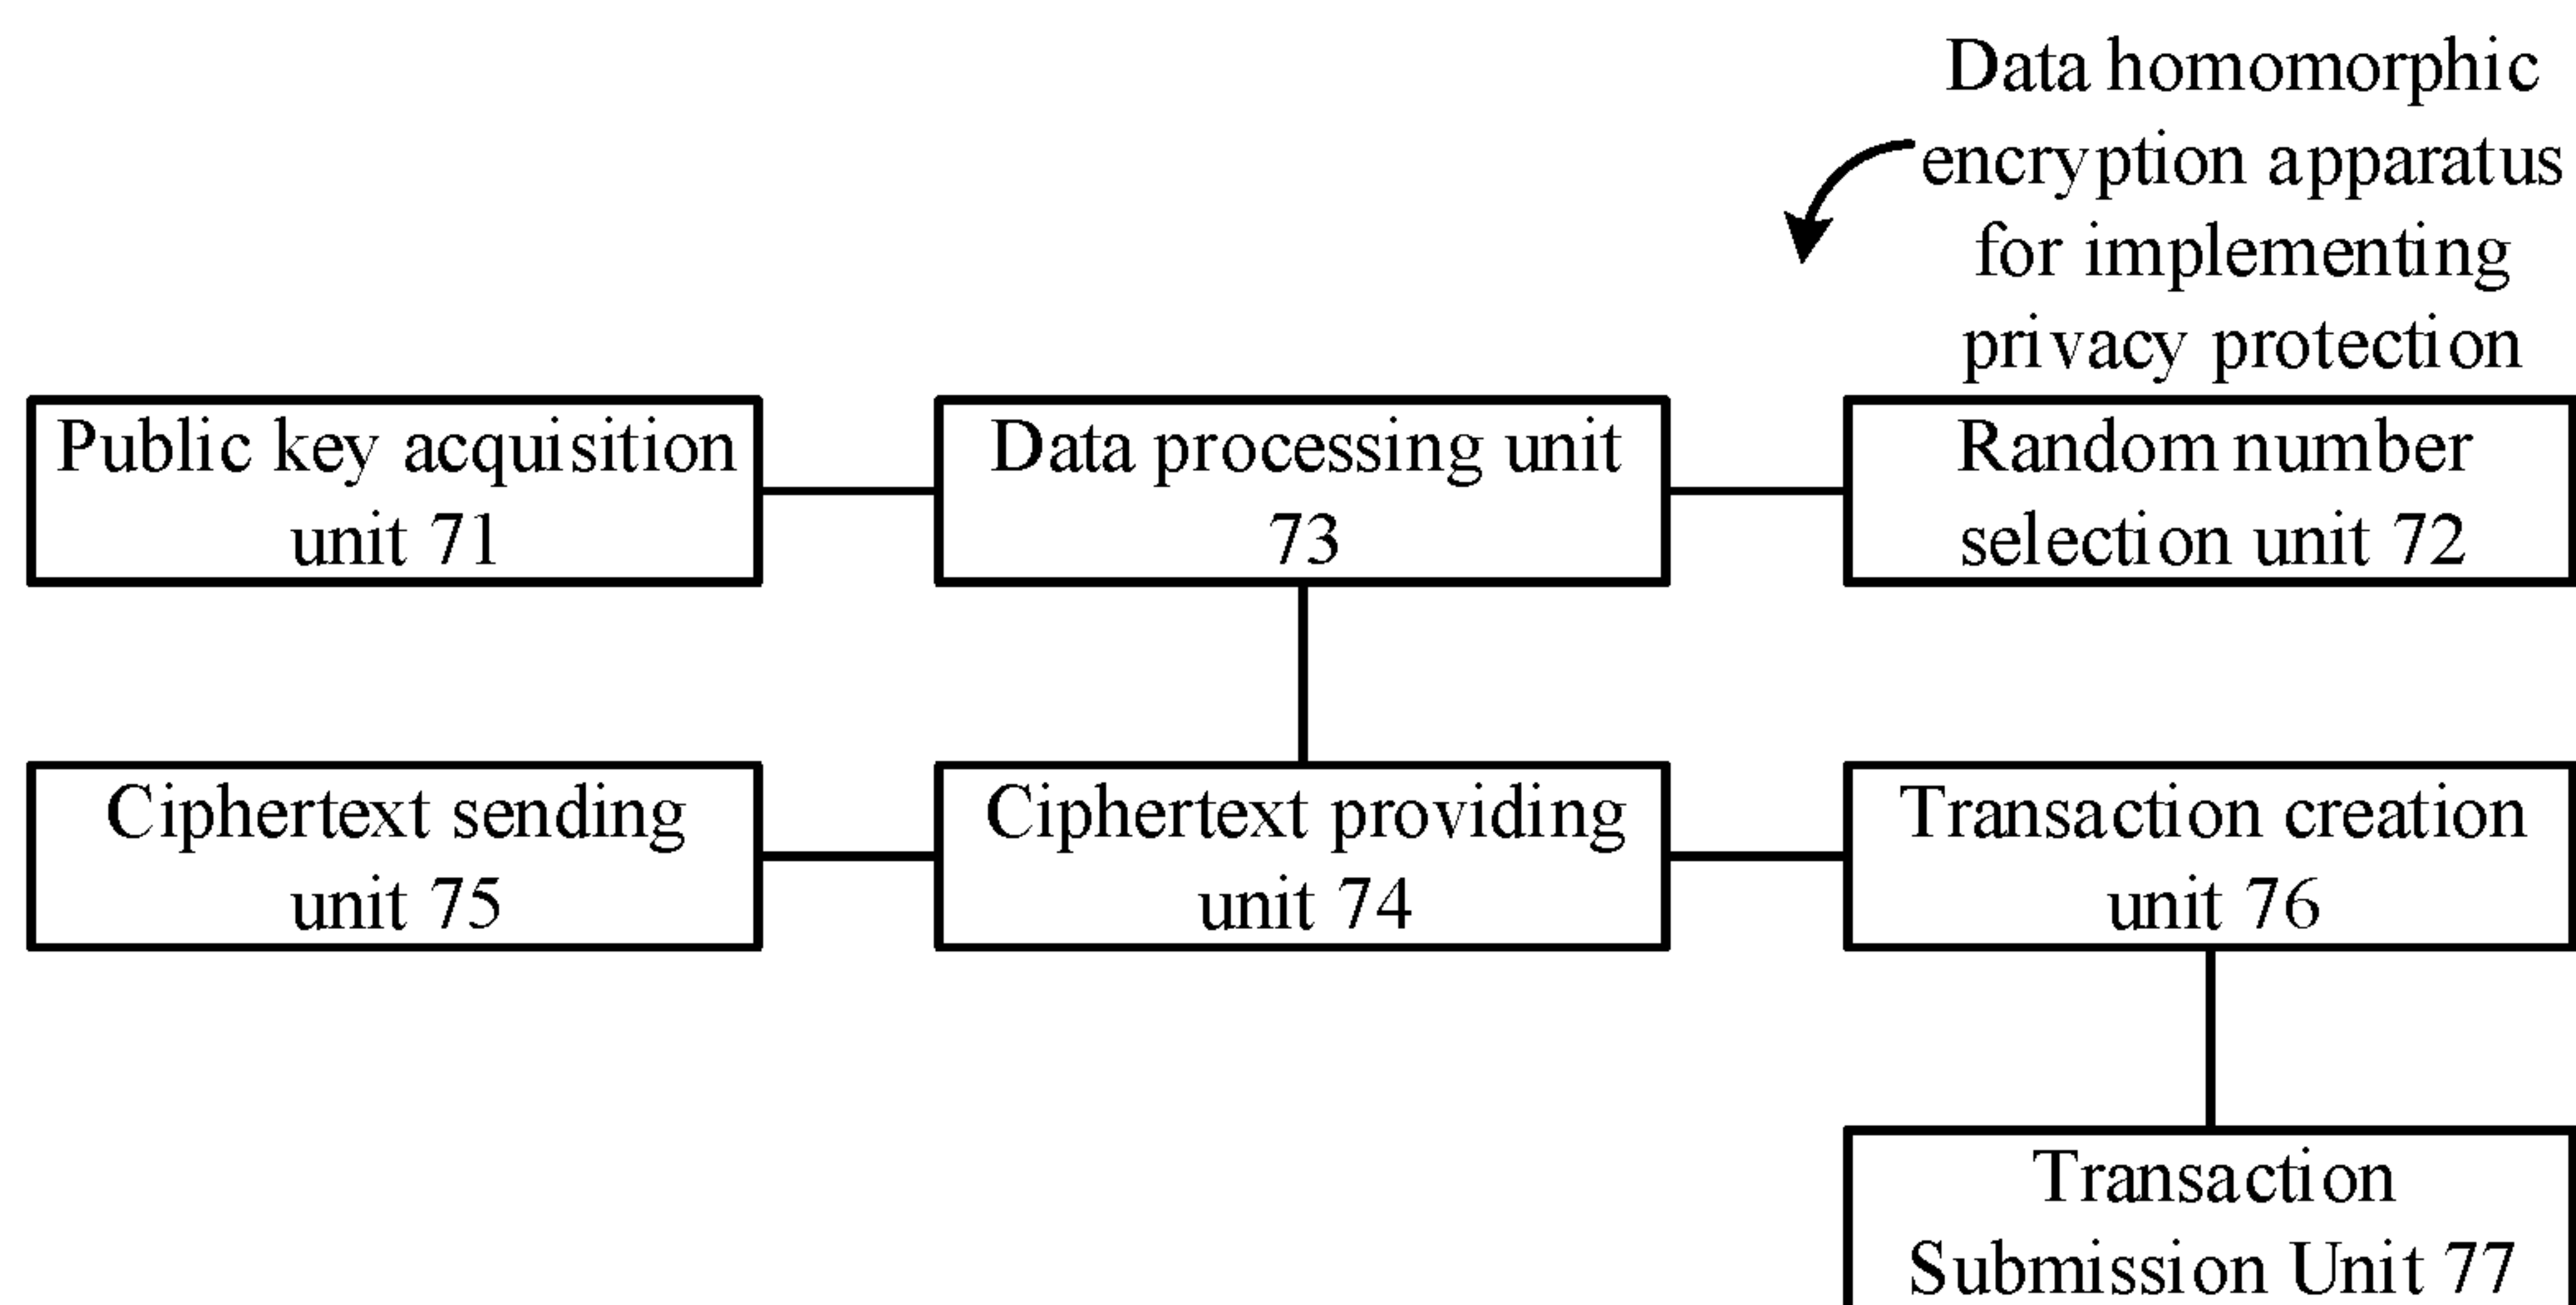 Data homomorphic
encryption apparatus
for implementing
privacy protection
Public key acquisition
unit 71
Data processing unit
73
Random number
selection unit 72
Ciphertext sending
unit 75
Ciphertext providing
unit 74
Transaction creation
unit 76
Transaction
Submission Unit 77